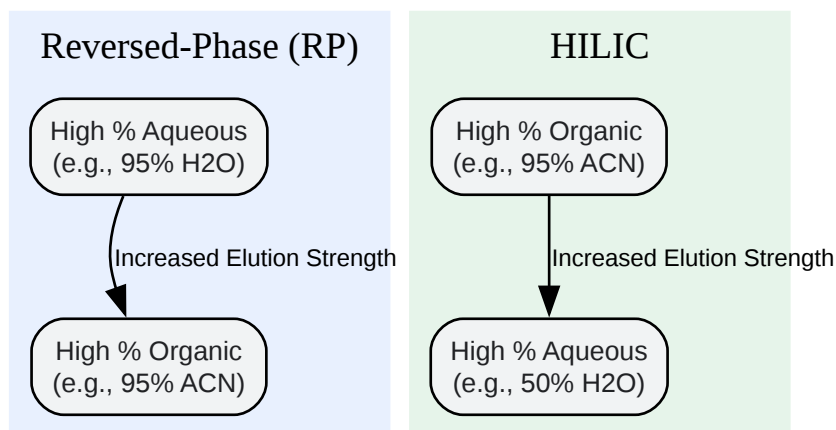 Reversed-Phase (RP)
High % Aqueous
(e.g., 95% H2O)
Increased Elution Strength
High % Organic
(e.g., 95% ACN)
HILIC
High % Organic
(e.g., 95% ACN)
Increased Elution Strength
High % Aqueous
(e.g., 50% H2O)